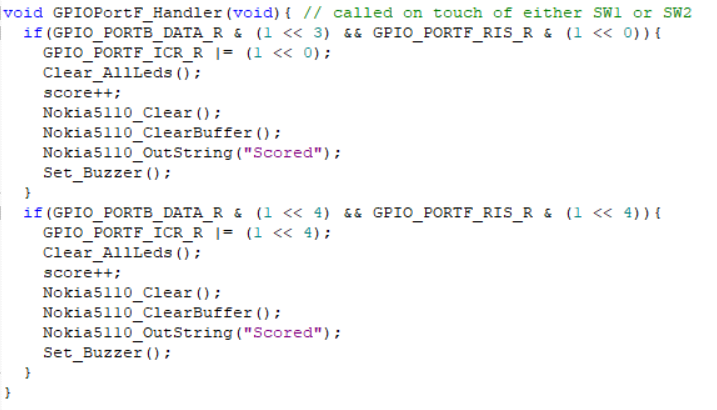 void GPIOPortF_Handler(void){ // called on touch of either SW1 or SW2
if(GPIO_PORTB_DATA_R & (1 << 3) && GPIO_PORTF_RIS_R & (1 << 0)){
GPIO_PORTF_ICR_R |= (1 << 0);
Clear_AllLeds();
score++;
Nokia5110_Clear();
Nokia5110_ClearBuffer();
Nokia5110_OutString("Scored");
Set_Buzzer();
}
if(GPIO_PORTB_DATA_R & (1 << 4) && GPIO_PORTF_RIS_R & (1 << 4)){
GPIO_PORTF_ICR_R |= (1 << 4);
Clear_AllLeds();
score++;
Nokia5110_Clear();
Nokia5110_ClearBuffer();
Nokia5110_OutString("Scored");
Set_Buzzer();
}
}